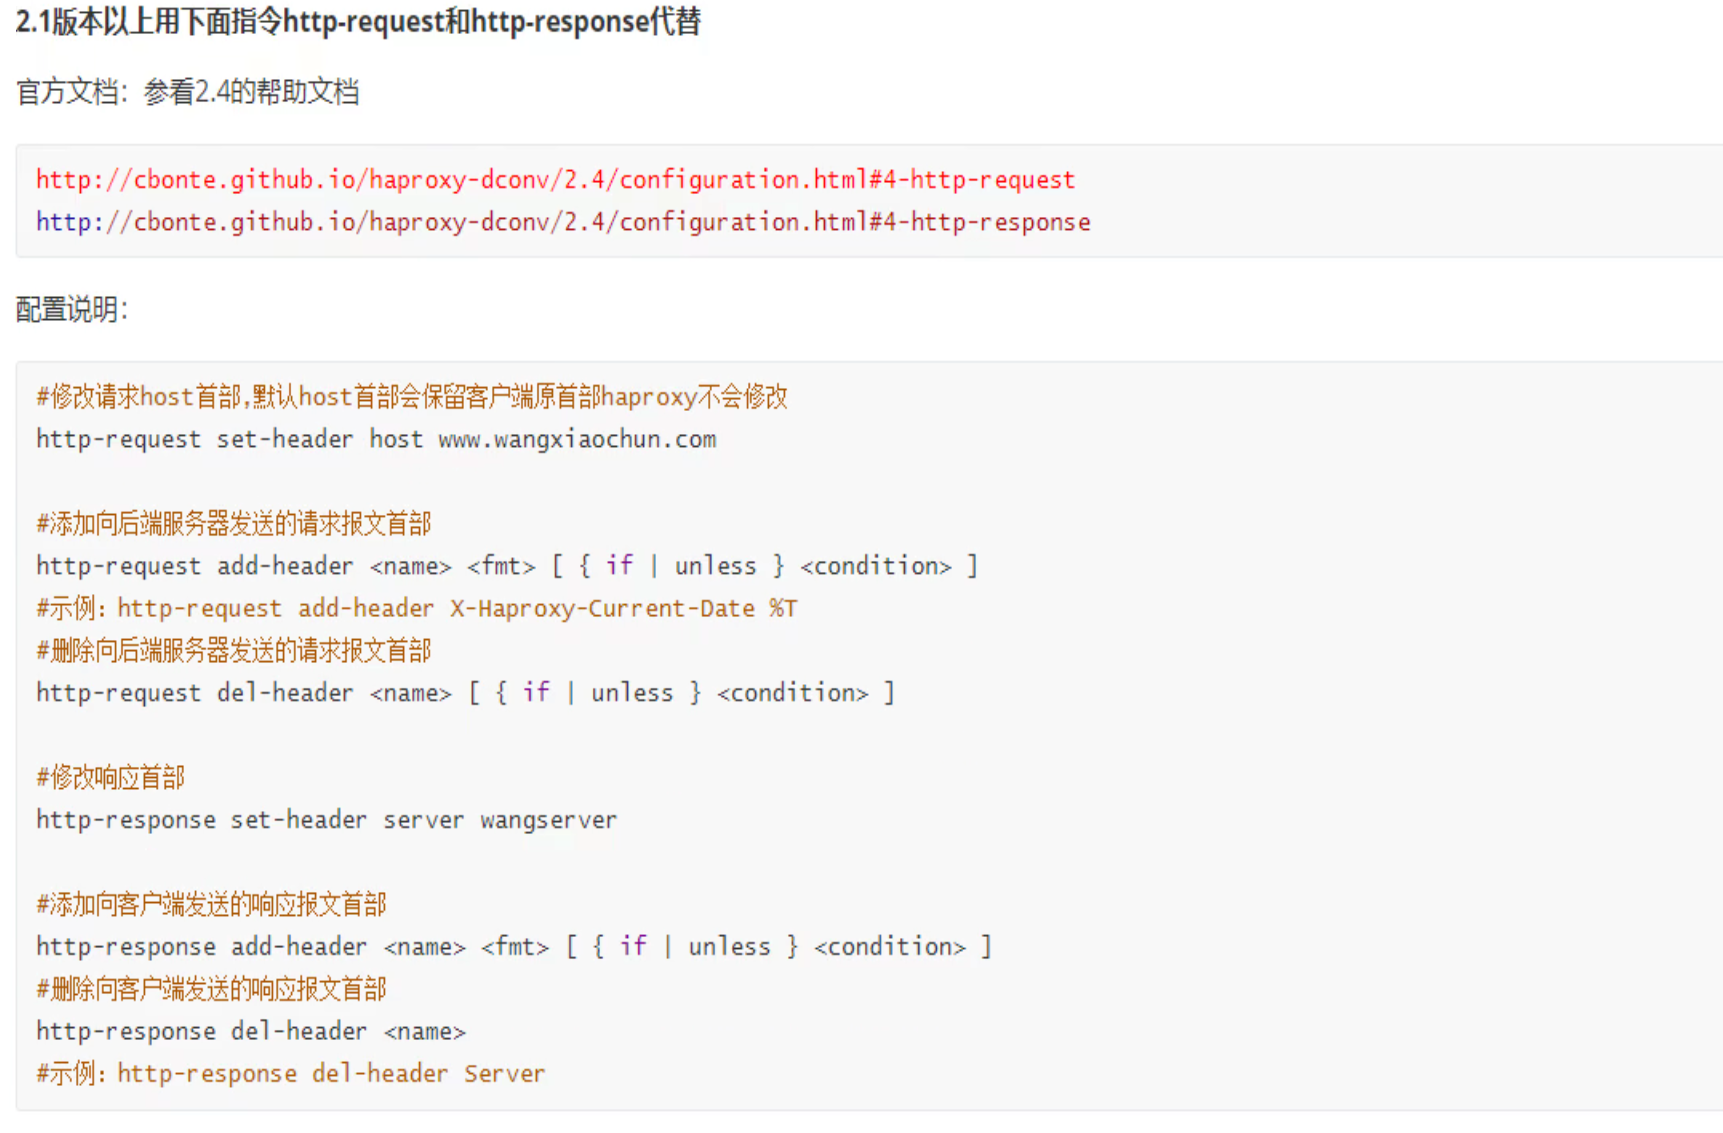 2.1版本以上用下面指令http-request和http-response代替
官方文档：参看2.4的帮助文档
http://cbonte.github.io/haproxy-dconv/2.4/configuration.html#4-http-request
http://cbonte.github.io/haproxy-dconv/2.4/configuration.html#4-http-response
配置说明：
#修改请求host首部,默认host首部会保留客户端原首部haproxy不会修改
http-request set-header host www.wangxiaochun.com
#添加向后端服务器发送的请求报文首部
http-request add-header <name> <fmt> [ { if | unless } <condition> ]
#示例：http-request add-header X-Haproxy-Current-Date %T
#删除向后端服务器发送的请求报文首部
http-request del-header <name> [ { if | unless } <condition> ]
#修改响应首部
http-response set-header server wangserver
#添加向客户端发送的响应报文首部
http-response add-header <name> <fmt> [ { if | unless } <condition> ]
#删除向客户端发送的响应报文首部
http-response del-header <name>
#示例：http-response del-header Server